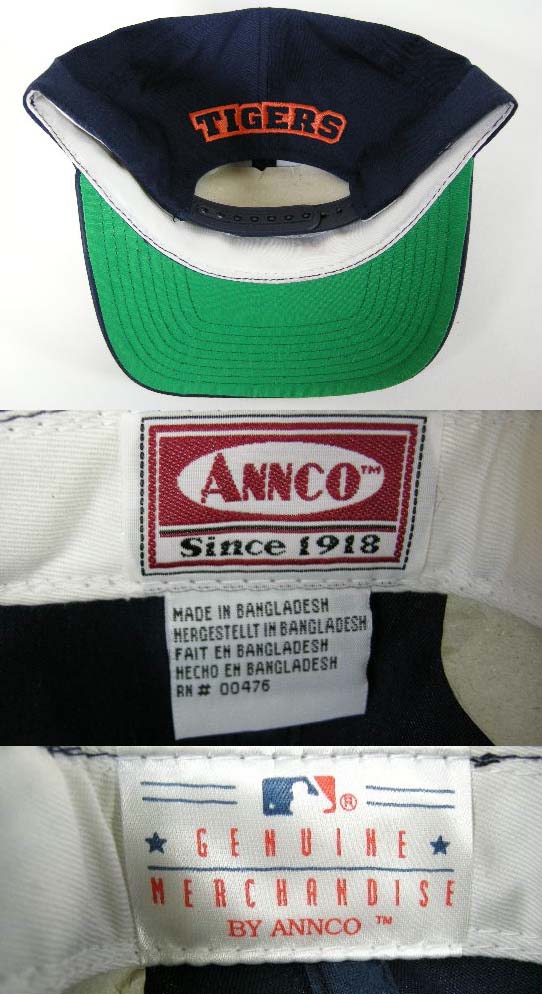 TIGERS
ANNCO™
Since 1918
MADE IN BANGLADESH
HERGESTELLT IN BANGLADESH
FAIT EN BANGLADESH
HECHO EN BANGLADESH
RN # 00476
®
GENUINE
MERCHANDISE
BY ANNCO ™